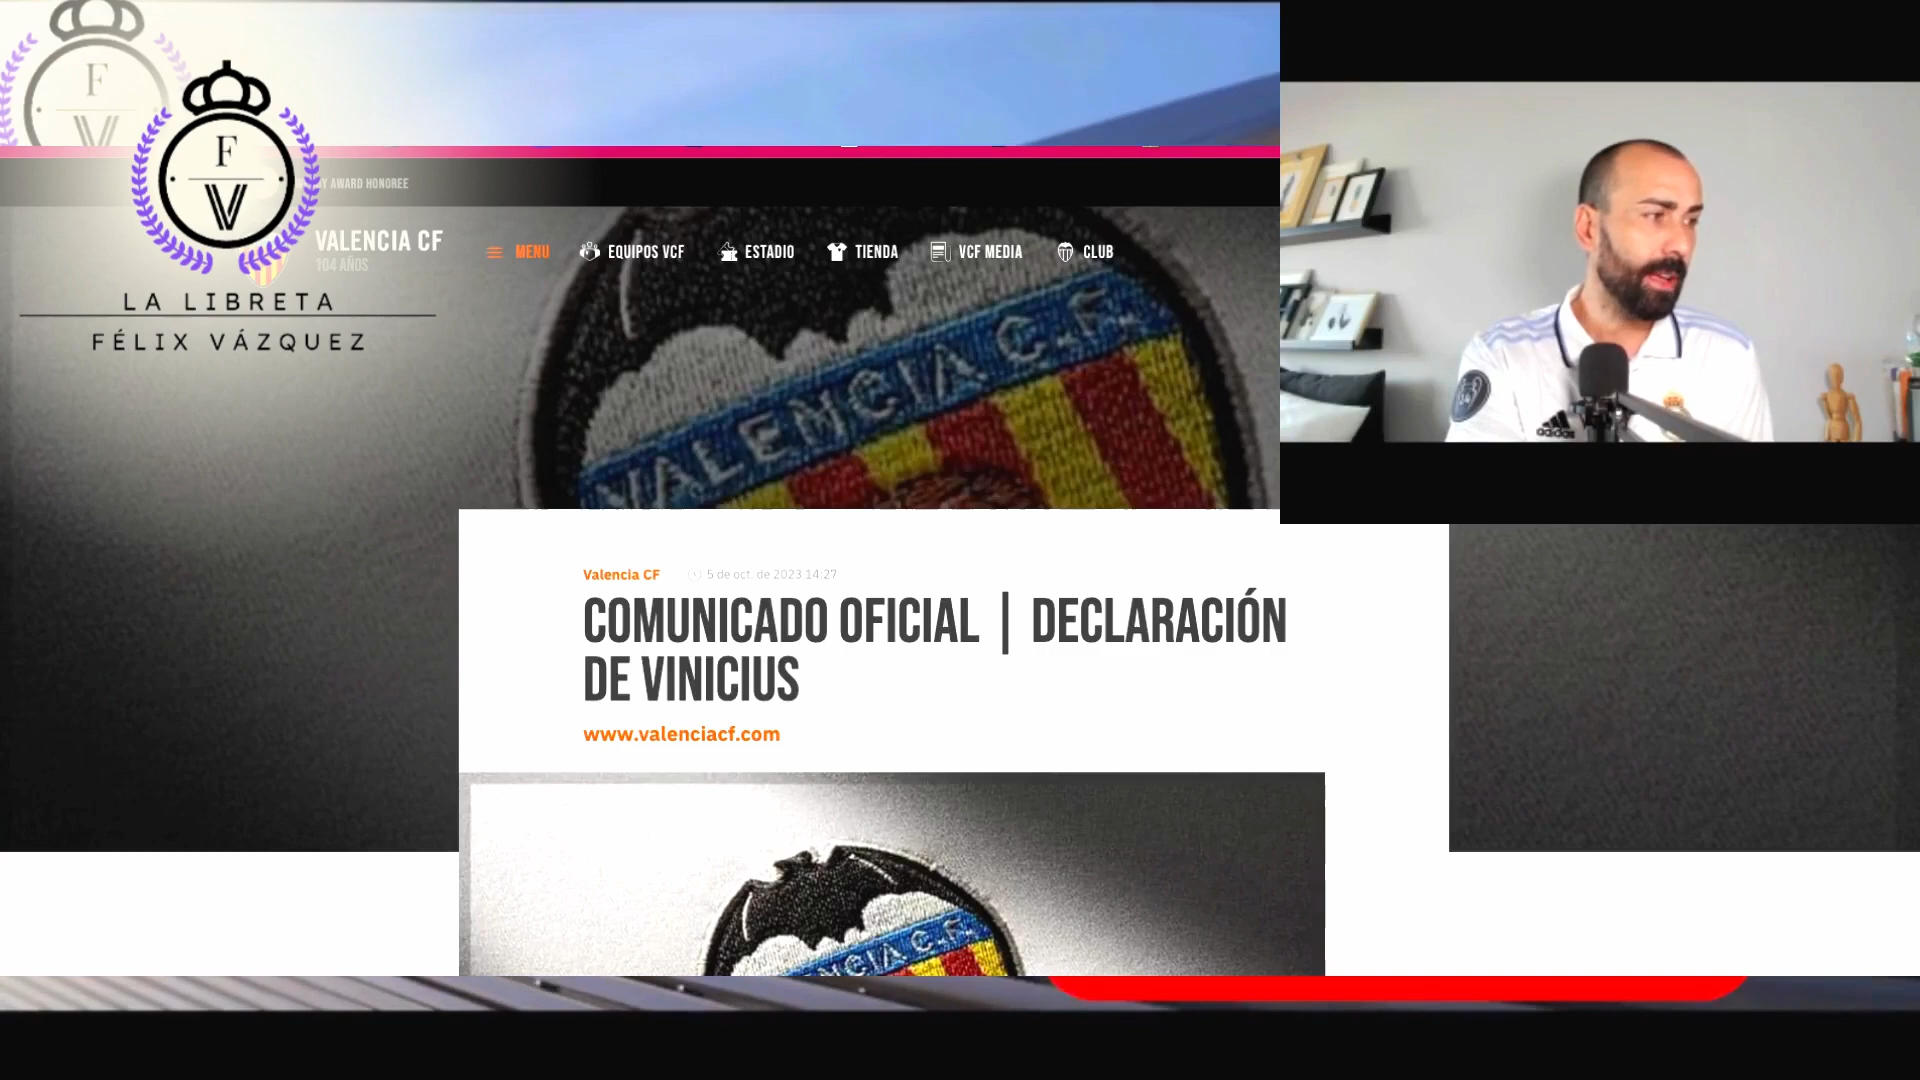 F
V
F
V
Y AWARD HONOREE
VALENCIA CF
104 AÑOS
MENU
EQUIPOS VCF
ESTADIO
TIENDA
VCF MEDIA
CLUB
LA LIBRETA
FÉLIX VÁZQUEZ
VALENCIA C.F.
Valencia CF
5 de oct. de 2023 14:27
COMUNICADO OFICIAL | DECLARACIÓN
DE VINICIUS
www.valenciacf.com
ENCIA C.F.